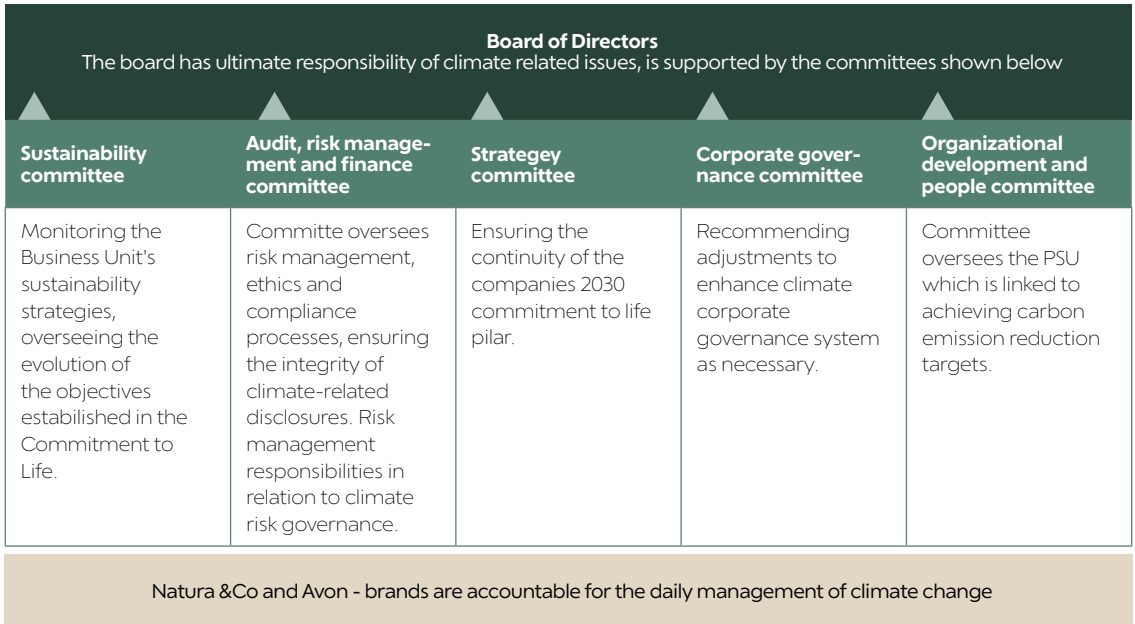 Board of Directors
The board has ultimate responsibility of climate related issues, is supported by the committees shown below
Sustainability
committee
Audit, risk manage-
ment and finance
committee
Strategey
committee
Corporate gover-
nance committee
Organizational
development and
people committee
Monitoring the
Business Unit's
sustainability
strategies,
overseeing the
evolution of
the objectives
estabilished in the
Commitment to
Life.
Committe oversees
risk management,
ethics and
compliance
processes, ensuring
the integrity of
climate-related
disclosures. Risk
management
responsibilities in
relation to climate
risk governance.
Ensuring the
continuity of the
companies 2030
commitment to life
pilar.
Recommending
adjustments to
enhance climate
corporate
governance system
as necessary.
Committee
oversees the PSU
which is linked to
achieving carbon
emission reduction
targets.
Natura &Co and Avon - brands are accountable for the daily management of climate change